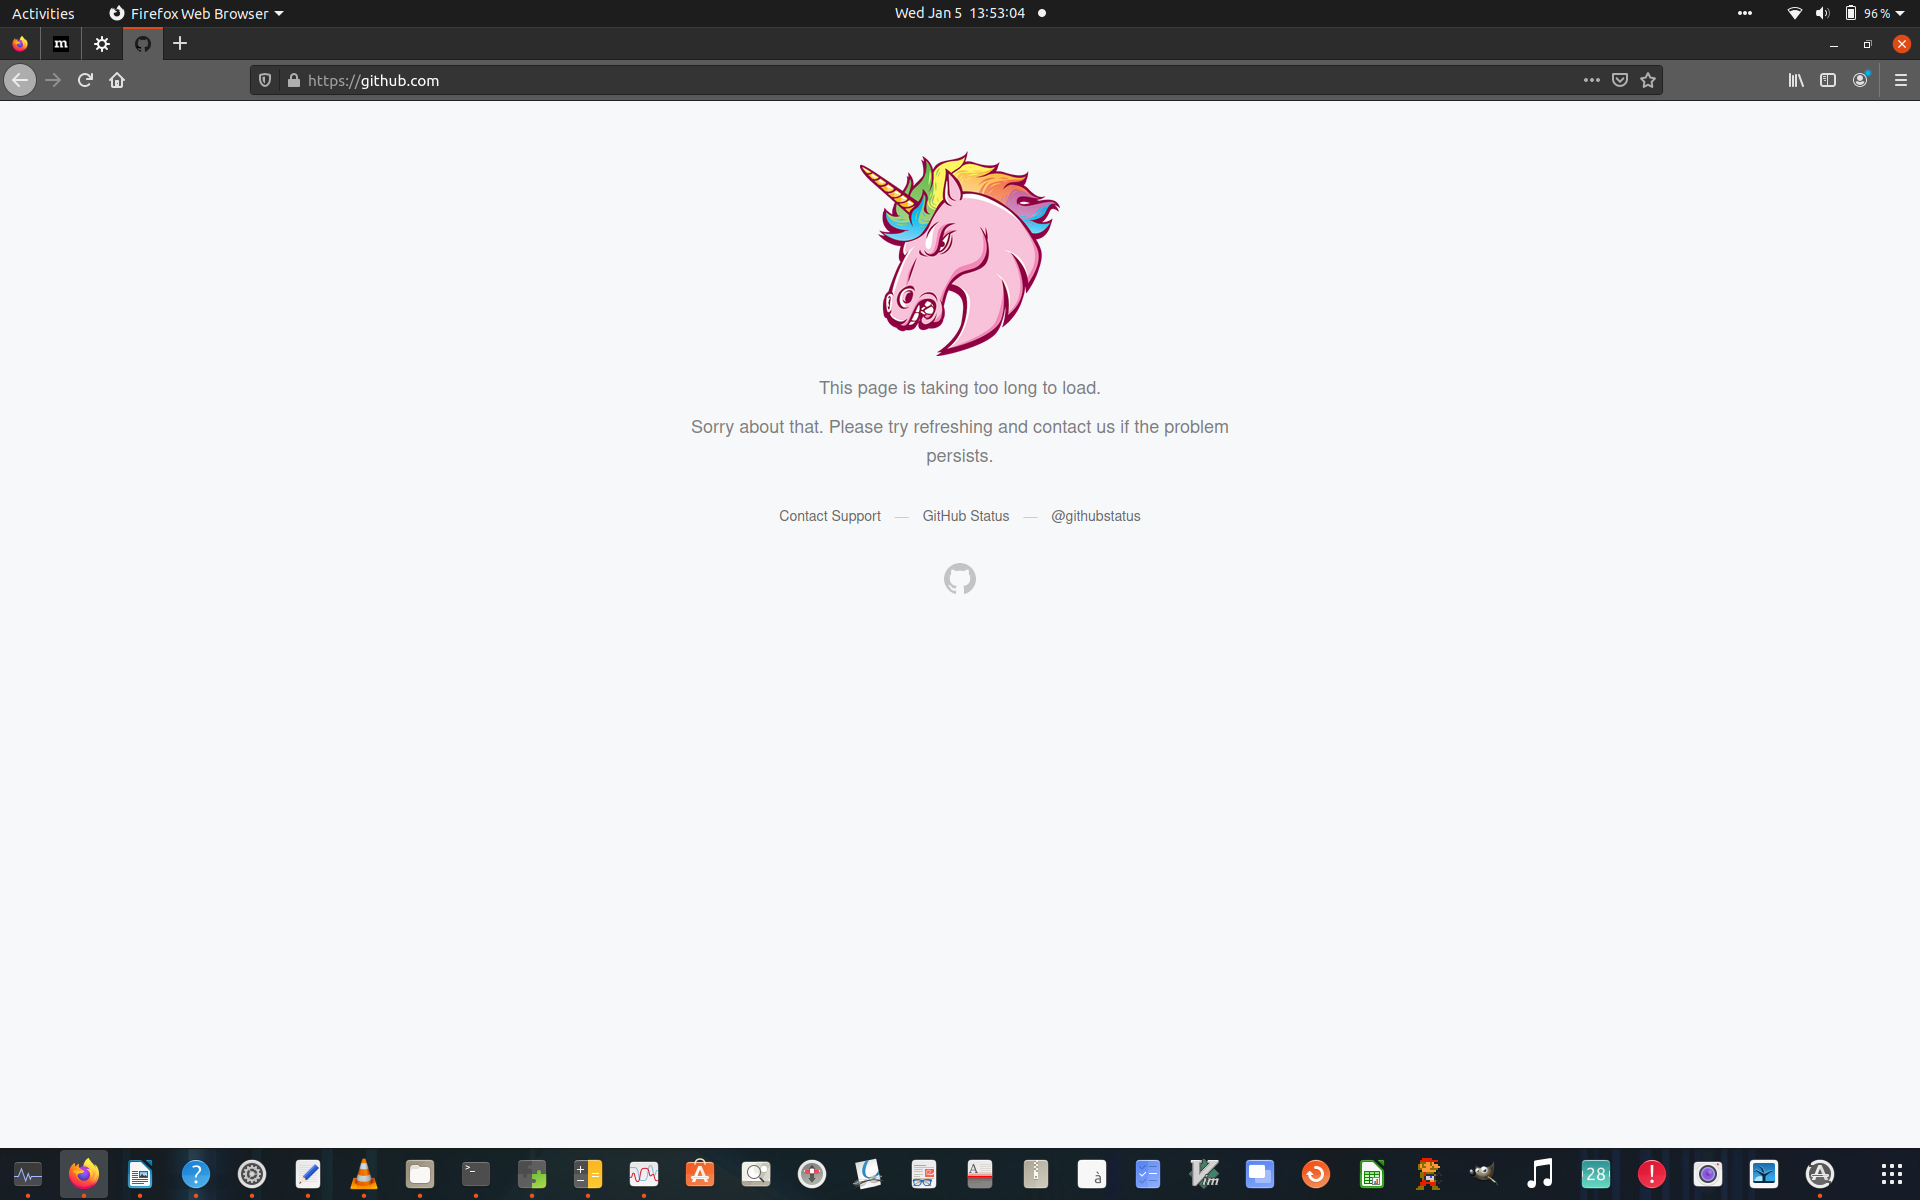 Activities
Firefox Web Browser
Wed Jan 5 13:53:04
96 %
m
https://github.com
This page is taking too long to load.
Sorry about that. Please try refreshing and contact us if the problem
persists.
Contact Support — GitHub Status — @githubstatus
?
>_
A
à
Vim
28
!